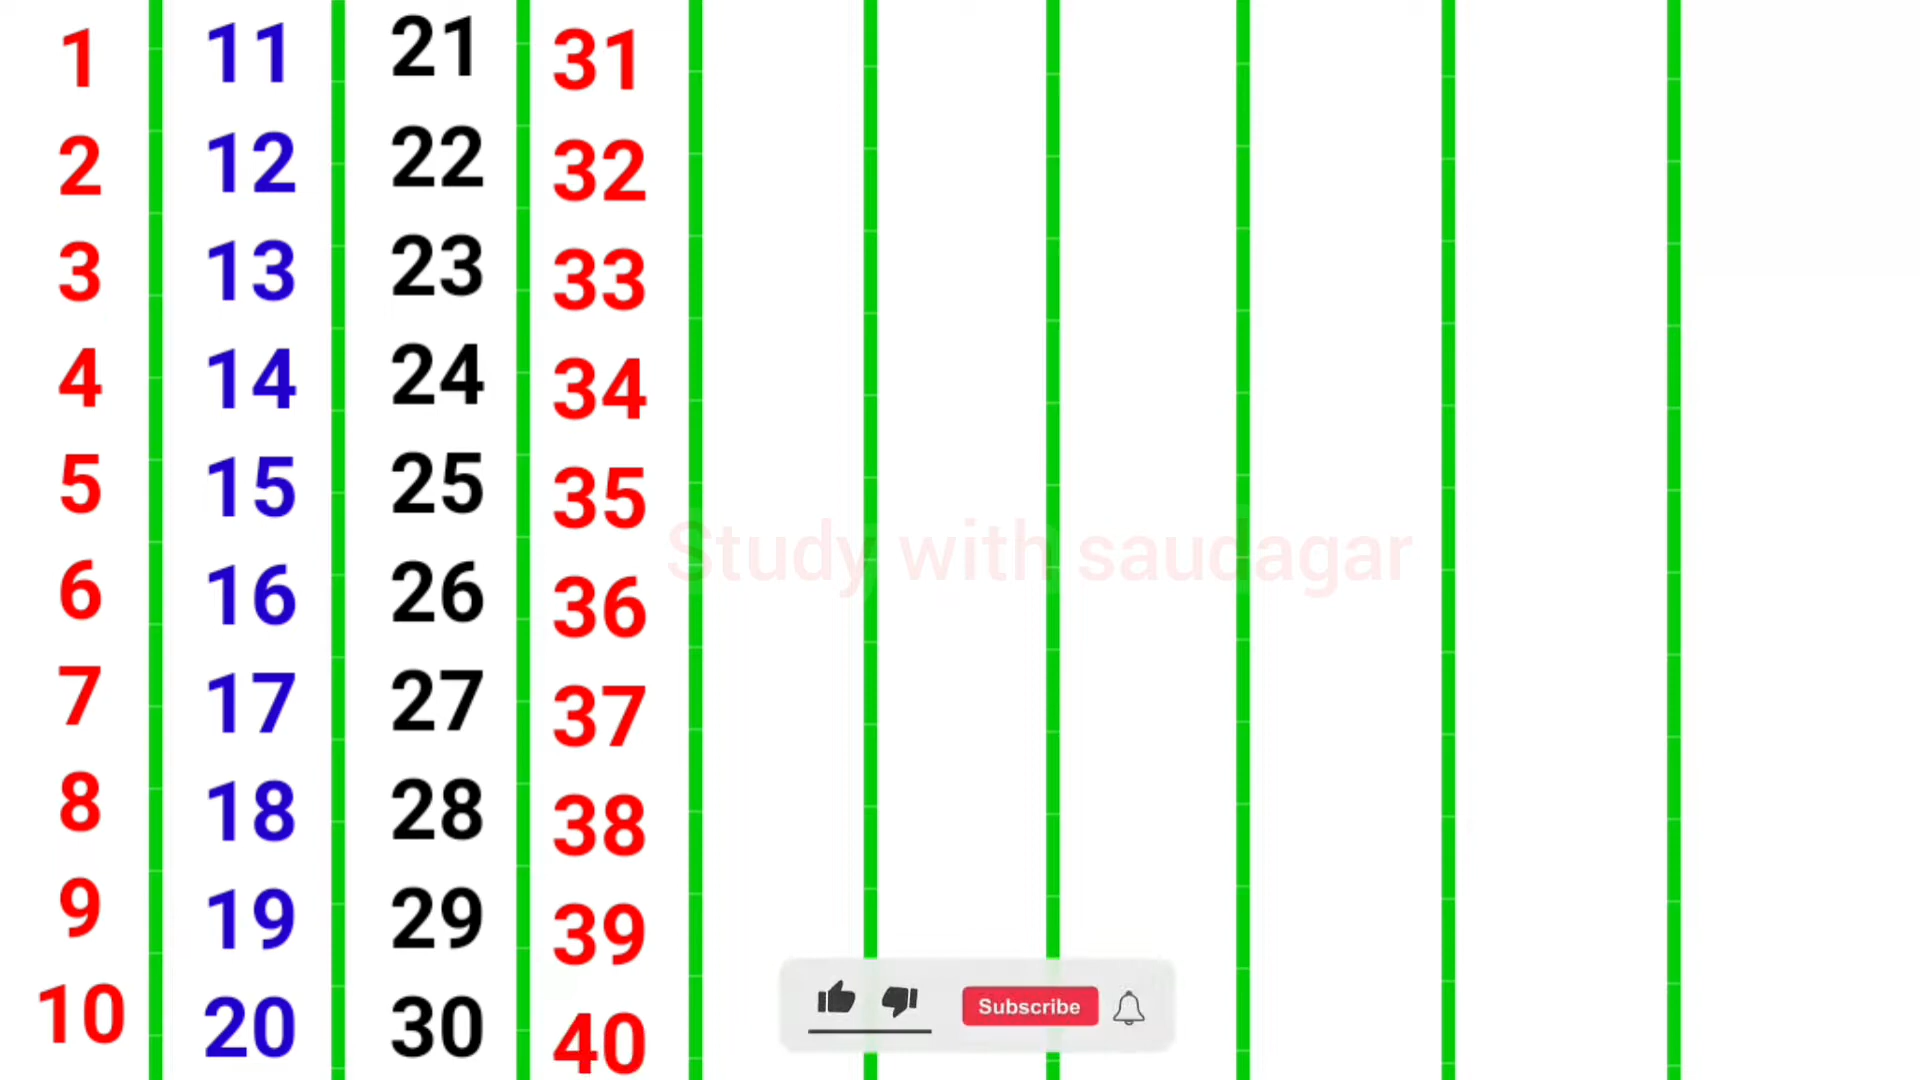 1 11 21 31
2 12 22 32
3 13 23 33
4 14 24 34
5 15 25 35
Study with saudagar
6 16 26 36
7 17 27 37
8 18 28 38
9 19 29 39
Subscribe
10 20 30 40